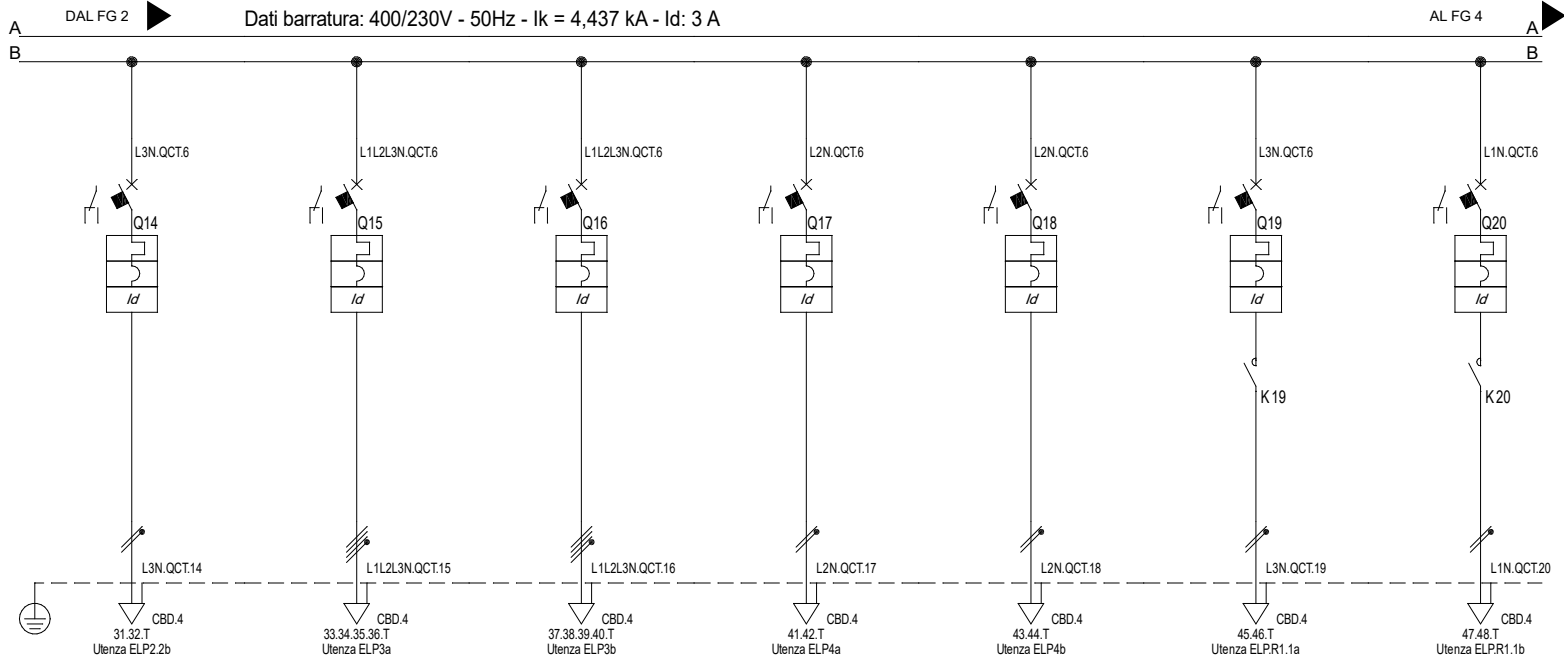 DAL FG 2
Dati barratura: 400/230V - 50Hz - Ik = 4,437 kA - Id: 3 A
AL FG 4
A
A
B
B
L3N.QCT.6
L1L2L3N.QCT.6
L1L2L3N.QCT.6
L2N.QCT.6
L2N.QCT.6
L3N.QCT.6
L1N.QCT.6
Q14
Q15
Q16
Q17
Q18
Q19
Q20
Id
Id
Id
Id
Id
Id
Id
K19
K20
L3N.QCT.14
L1L2L3N.QCT.15
L1L2L3N.QCT.16
L2N.QCT.17
L2N.QCT.18
L3N.QCT.19
L1N.QCT.20
CBD.4
CBD.4
CBD.4
CBD.4
CBD.4
CBD.4
CBD.4
31.32.T
33.34.35.36.T
37.38.39.40.T
41.42.T
43.44.T
45.46.T
47.48.T
Utenza ELP2.2b
Utenza ELP3a
Utenza ELP3b
Utenza ELP4a
Utenza ELP4b
Utenza ELP.R1.1a
Utenza ELP.R1.1b